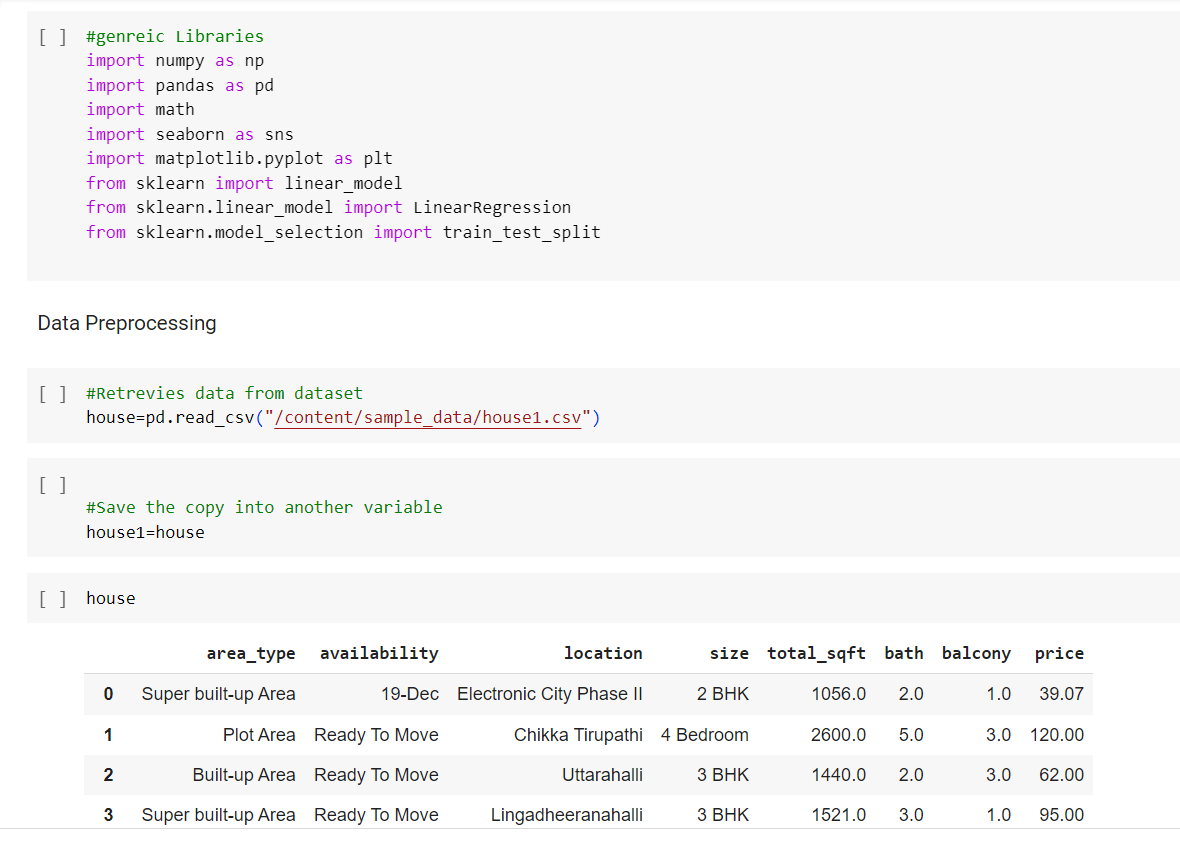 [ ] #genreic Libraries
import numpy as np
import pandas as pd
import math
import seaborn as sns
import matplotlib.pyplot as plt
from sklearn import linear_model
from sklearn.linear_model import LinearRegression
from sklearn.model_selection import train_test_split
Data Preprocessing
[ ] #Retrevies data from dataset
house=pd.read_csv("/content/sample_data/house1.csv")
[ ]
#Save the copy into another variable
house1=house
[ ] house
area_type availability location size total_sqft bath balcony price
0 Super built-up Area 19-Dec Electronic City Phase II 2 BHK 1056.0 2.0 1.0 39.07
1 Plot Area Ready To Move Chikka Tirupathi 4 Bedroom 2600.0 5.0 3.0 120.00
2 Built-up Area Ready To Move Uttarahalli 3 BHK 1440.0 2.0 3.0 62.00
3 Super built-up Area Ready To Move Lingadheeranahalli 3 BHK 1521.0 3.0 1.0 95.00